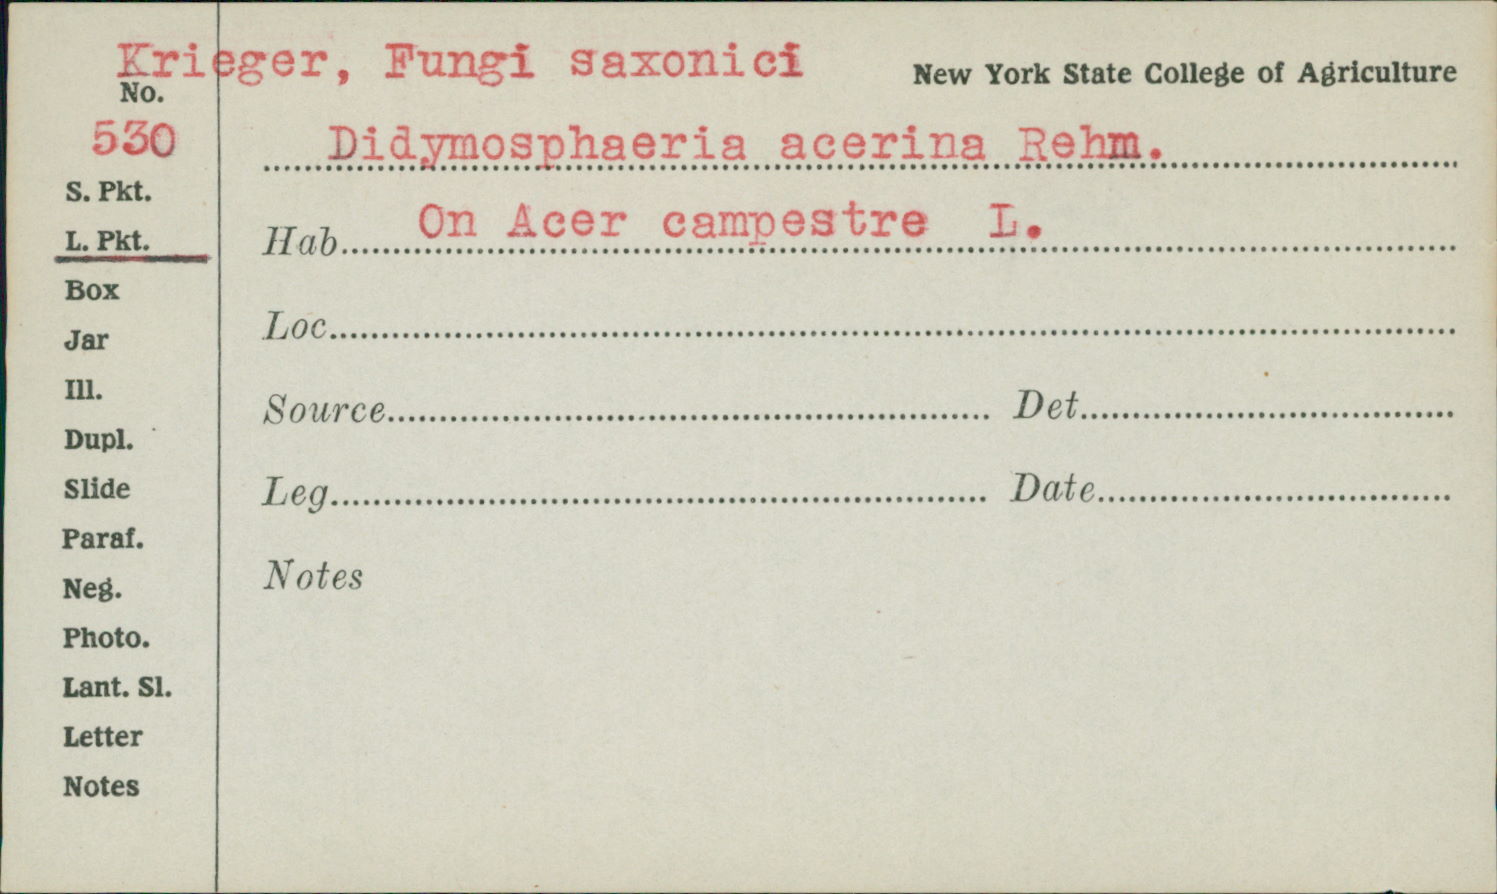 Krieger, Fungi saxonici
New York State College of Agriculture
No.
530
Didymosphaeria acerina Rehm.
S. Pkt.
L. Pkt.
Hab. On Acer campestre L.
Box
Loc.
Jar
Ill.
Source Det.
Dupl.
Slide
Leg. Date
Paraf.
Notes
Neg.
Photo.
Lant. Sl.
Letter
Notes